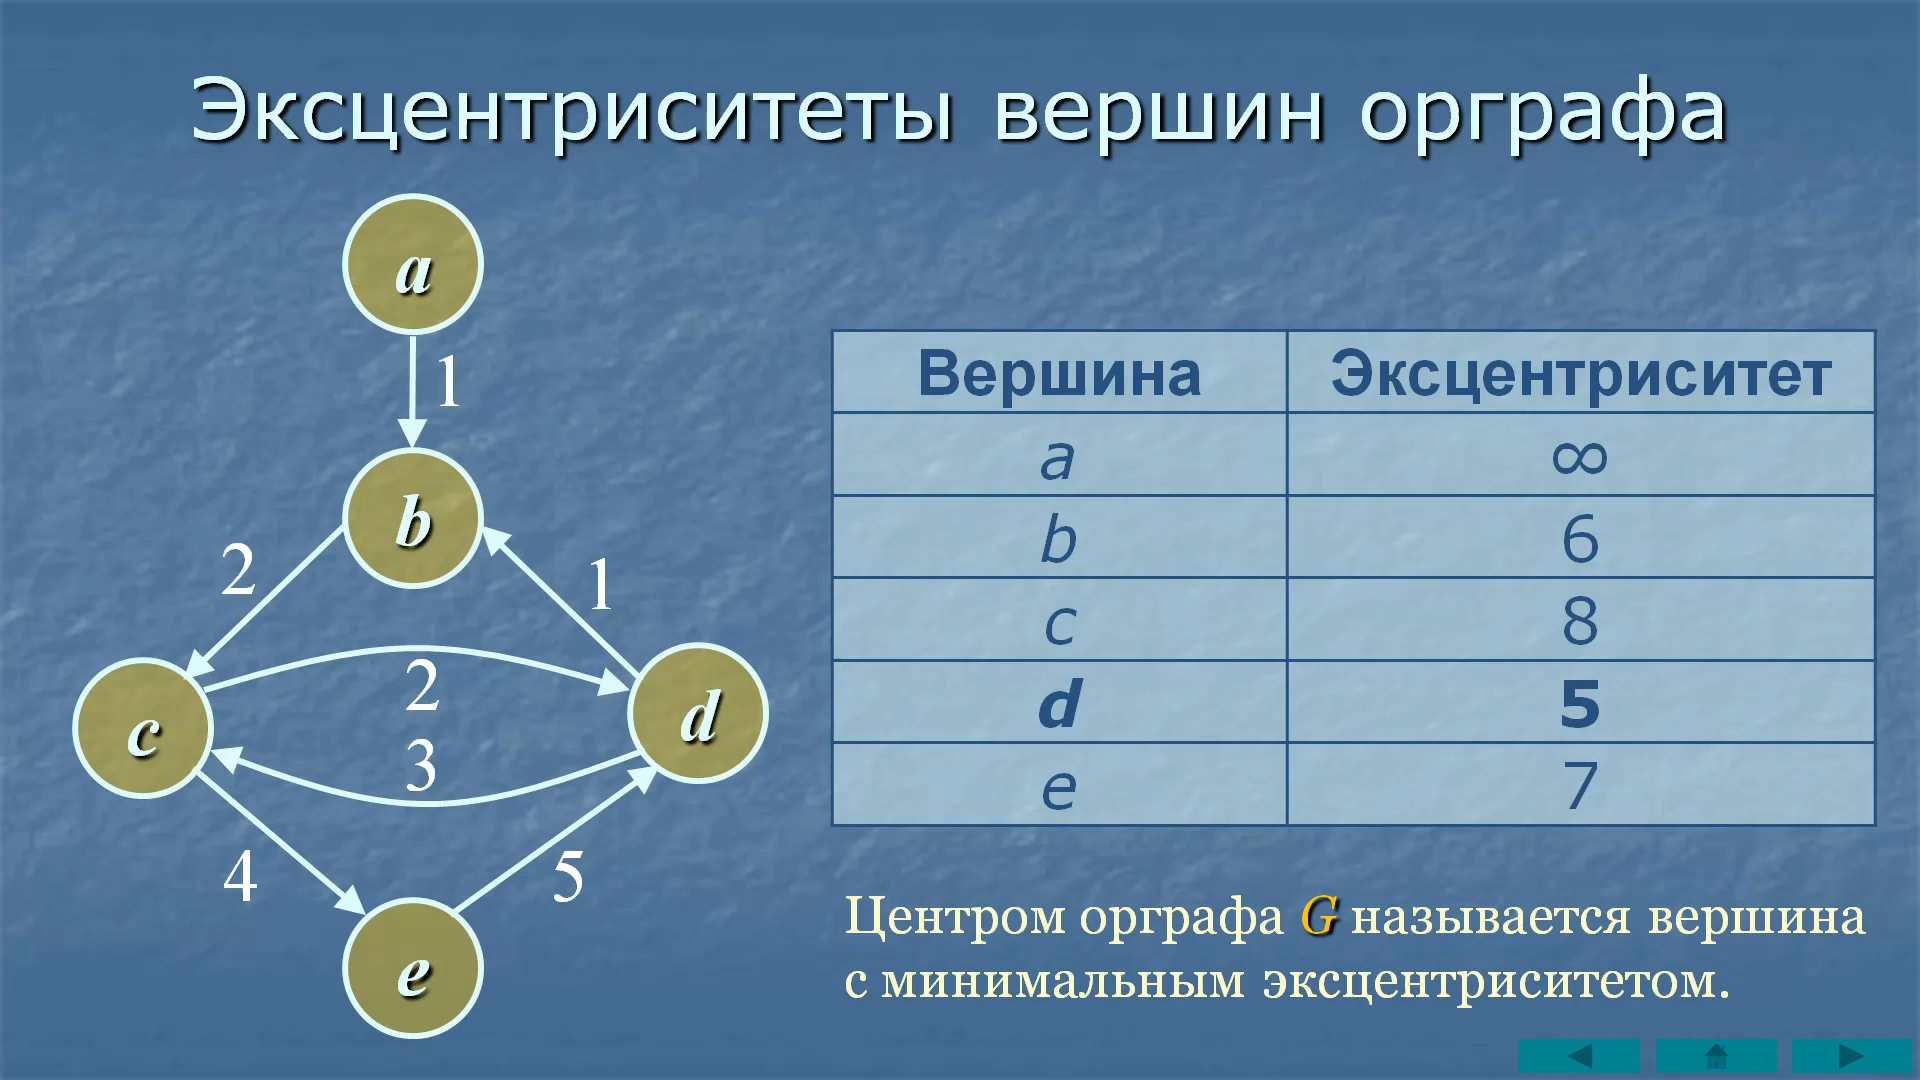 Эксцентриситеты вершин орграфа
a
1
b
2
1
2
c
d
3
4
5
e
Вершина Эксцентриситет
a ∞
b 6
c 8
d 5
e 7
Центром орграфа G называется вершина
с минимальным эксцентриситетом.